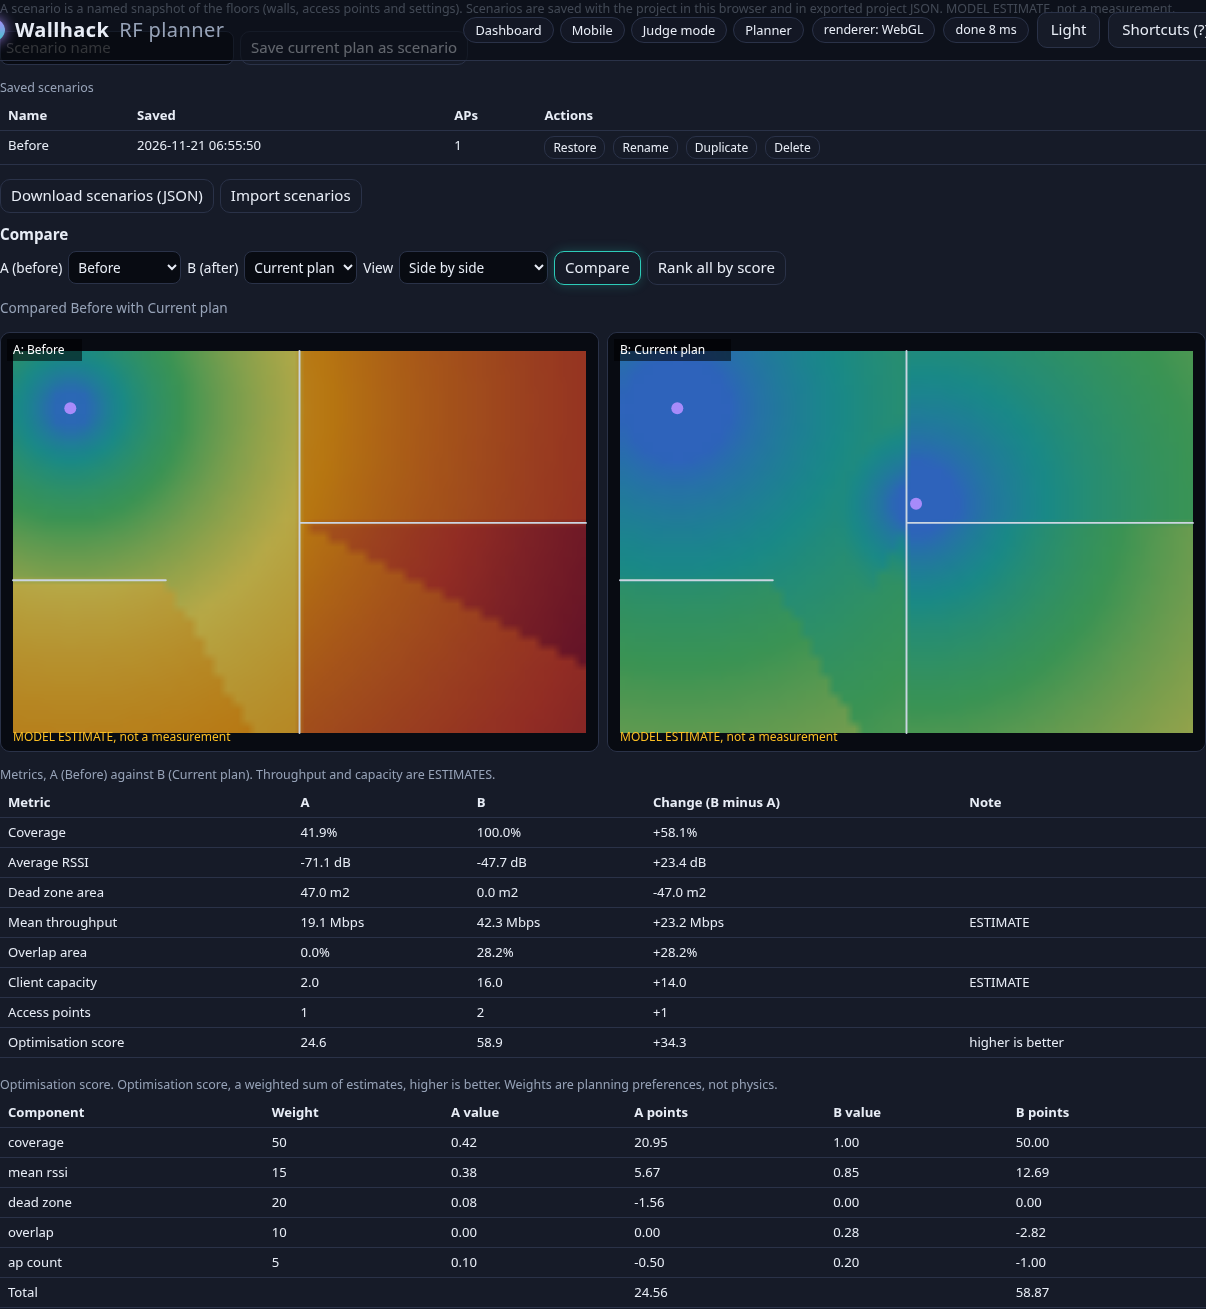 A scenario is a named snapshot of the floors (walls, access points and settings). Scenarios are saved with the project in this browser and in exported project JSON. MODEL ESTIMATE, not a measurement.
Wallhack RF planner Dashboard Mobile Judge mode Planner renderer: WebGL done 8 ms Light Shortcuts (?)
Scenario name Save current plan as scenario
Saved scenarios
Name Saved APs Actions
Before 2026-11-21 06:55:50 1 Restore Rename Duplicate Delete
Download scenarios (JSON) Import scenarios
Compare
A (before) Before B (after) Current plan View Side by side Compare Rank all by score
Compared Before with Current plan
A: Before B: Current plan
MODEL ESTIMATE, not a measurement MODEL ESTIMATE, not a measurement
Metrics, A (Before) against B (Current plan). Throughput and capacity are ESTIMATES.
Metric A B Change (B minus A) Note
Coverage 41.9% 100.0% +58.1%
Average RSSI -71.1 dB -47.7 dB +23.4 dB
Dead zone area 47.0 m2 0.0 m2 -47.0 m2
Mean throughput 19.1 Mbps 42.3 Mbps +23.2 Mbps ESTIMATE
Overlap area 0.0% 28.2% +28.2%
Client capacity 2.0 16.0 +14.0 ESTIMATE
Access points 1 2 +1
Optimisation score 24.6 58.9 +34.3 higher is better
Optimisation score. Optimisation score, a weighted sum of estimates, higher is better. Weights are planning preferences, not physics.
Component Weight A value A points B value B points
coverage 50 0.42 20.95 1.00 50.00
mean rssi 15 0.38 5.67 0.85 12.69
dead zone 20 0.08 -1.56 0.00 0.00
overlap 10 0.00 0.00 0.28 -2.82
ap count 5 0.10 -0.50 0.20 -1.00
Total 24.56 58.87